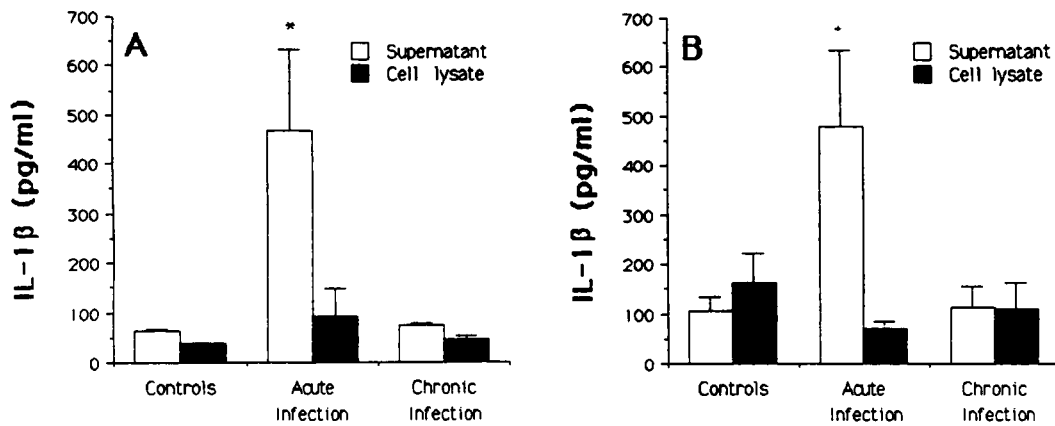 A
*
Supernatant
Cell lysate
IL-1β (pg/ml)
700
600
500
400
300
200
100
0
Controls
Acute
Infection
Chronic
Infection
B
*
Supernatant
Cell lysate
IL-1β (pg/ml)
700
600
500
400
300
200
100
0
Controls
Acute
Infection
Chronic
Infection